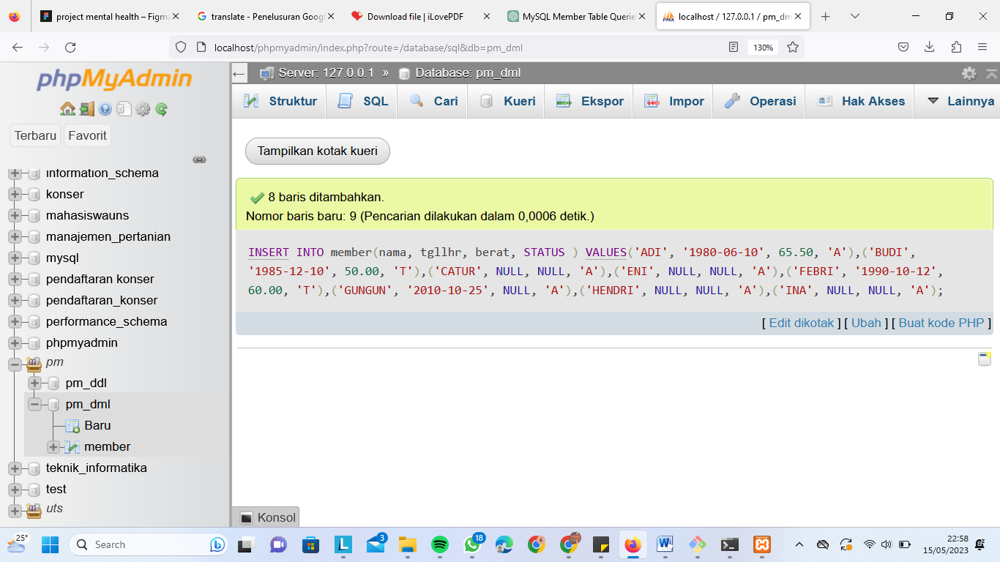 project mental health – Figma
translate - Penelusuran Google
Download file | iLovePDF
MySQL Member Table Querie
localhost / 127.0.0.1 / pm_dm
localhost/phpmyadmin/index.php?route=/database/sql&db=pm_dml
130%
phpMyAdmin
Terbaru
Favorit
information_schema
konser
mahasiswauns
manajemen_pertanian
mysql
pendaftaran konser
pendaftaran_konser
performance_schema
phpmyadmin
pm
pm_ddl
pm_dml
Baru
member
teknik_informatika
test
uts
Server: 127.0.0.1 » Database: pm_dml
Struktur SQL Cari Kueri Ekspor Impor Operasi Hak Akses Lainnya
Tampilkan kotak kueri
8 baris ditambahkan.
Nomor baris baru: 9 (Pencarian dilakukan dalam 0,0006 detik.)
INSERT INTO member(nama, tgllhr, berat, STATUS ) VALUES('ADI', '1980-06-10', 65.50, 'A'),('BUDI',
'1985-12-10', 50.00, 'T'),('CATUR', NULL, NULL, 'A'),('ENI', NULL, NULL, 'A'),('FEBRI', '1990-10-12',
60.00, 'T'),('GUNGUN', '2010-10-25', NULL, 'A'),('HENDRI', NULL, NULL, 'A'),('INA', NULL, NULL, 'A');
[ Edit dikotak ] [ Ubah ] [ Buat kode PHP ]
Konsol
25°
Search
3
18
22:58
15/05/2023